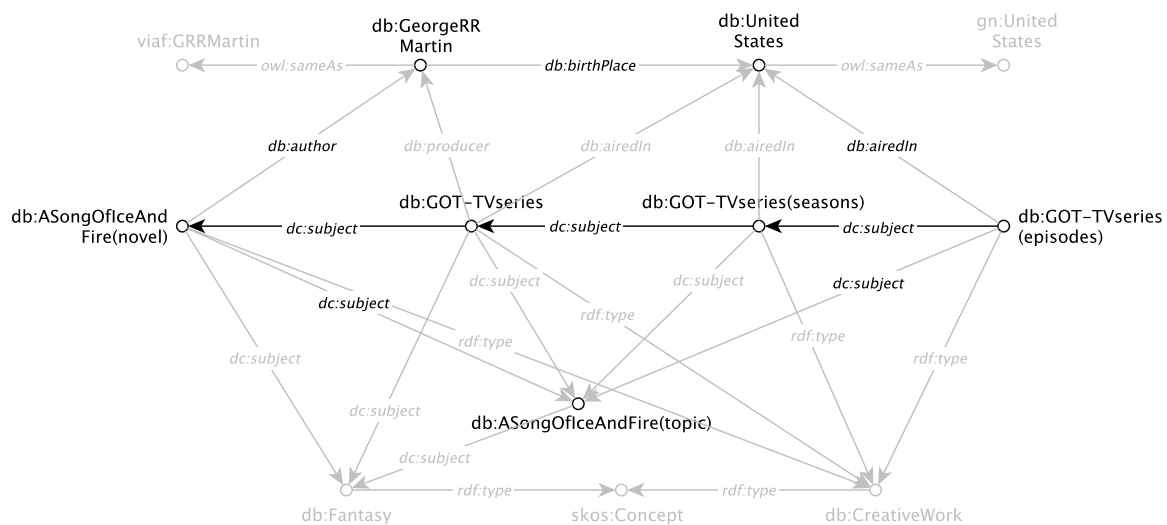 viaf:GRRMartin
db:GeorgeRR
Martin
db:United
States
gn:United
States
owl:sameAs
db:birthPlace
owl:sameAs
db:author
db:producer
db:airedIn
db:airedIn
db:airedIn
db:ASongOfIceAnd
Fire(novel)
db:GOT-TVseries
db:GOT-TVseries(seasons)
db:GOT-TVseries
(episodes)
dc:subject
dc:subject
dc:subject
dc:subject
dc:subject
dc:subject
dc:subject
rdf:type
dc:subject
rdf:type
rdf:type
rdf:type
dc:subject
db:ASongOfIceAndFire(topic)
dc:subject
rdf:type
rdf:type
db:Fantasy
skos:Concept
db:CreativeWork